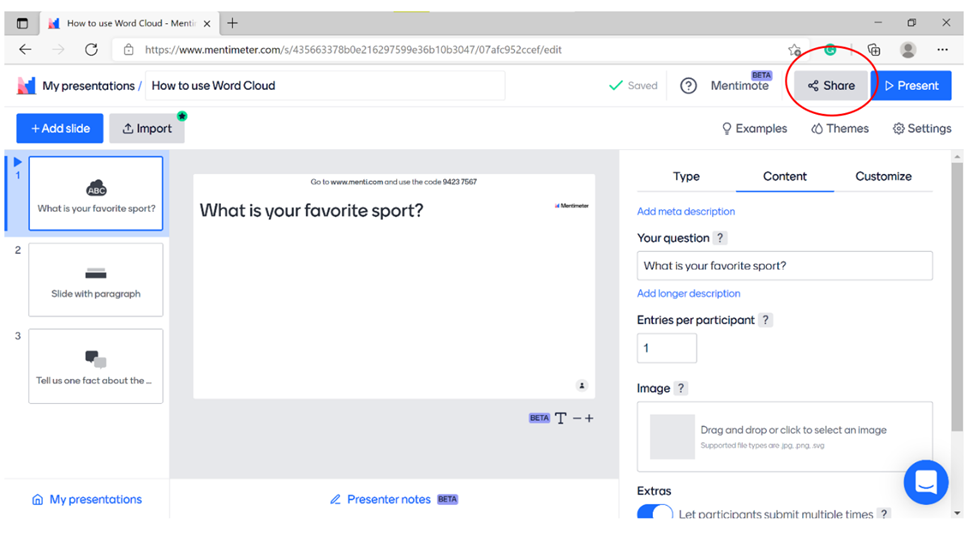 How to use Word Cloud - Menti
https://www.mentimeter.com/s/435663378b0e216297599e36b10b3047/07afc952ccef/edit
My presentations / How to use Word Cloud
Saved
?
Mentimote
BETA
Share
Present
+ Add slide
Import
Examples
Themes
Settings
1
ABC
What is your favorite sport?
2
Slide with paragraph
3
Tell us one fact about the ...
Go to www.menti.com and use the code 9423 7567
What is your favorite sport?
Mentimeter
BETA T − +
Type
Content
Customize
Add meta description
Your question ?
What is your favorite sport?
Add longer description
Entries per participant ?
1
Image ?
Drag and drop or click to select an image
Supported file types are .jpg, .png, .svg
Extras
Let participants submit multiple times ?
My presentations
Presenter notes BETA